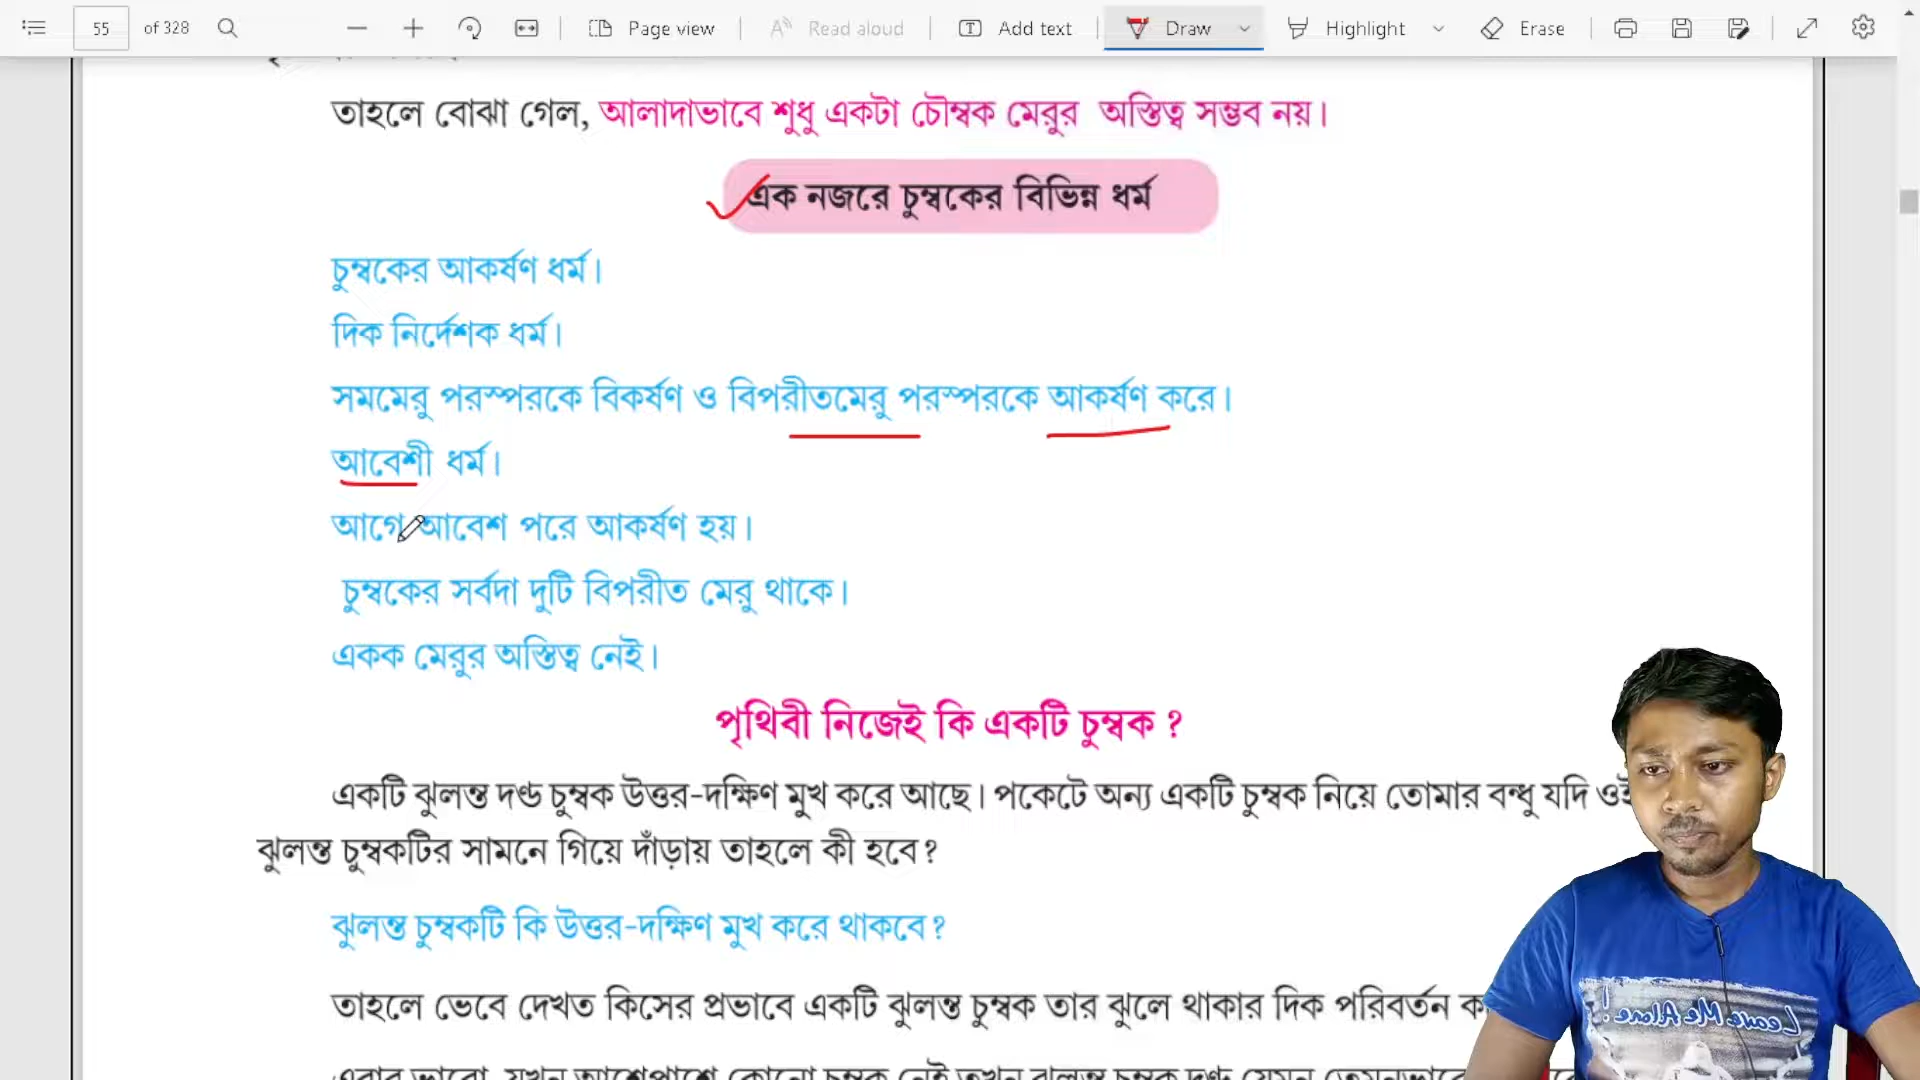 55 of 328 Page view Read aloud Add text Draw Highlight Erase
তাহলে বোঝা গেল, আলাদাভাবে শুধু একটা চৌম্বক মেরুর অস্তিত্ব সম্ভব নয়।
এক নজরে চুম্বকের বিভিন্ন ধর্ম
চুম্বকের আকর্ষণ ধর্ম।
দিক নির্দেশক ধর্ম।
সমমেরু পরস্পরকে বিকর্ষণ ও বিপরীতমেরু পরস্পরকে আকর্ষণ করে।
আবেশী ধর্ম।
আগে আবেশ পরে আকর্ষণ হয়।
চুম্বকের সর্বদা দুটি বিপরীত মেরু থাকে।
একক মেরুর অস্তিত্ব নেই।
পৃথিবী নিজেই কি একটি চুম্বক ?
একটি ঝুলন্ত দণ্ড চুম্বক উত্তর-দক্ষিণ মুখ করে আছে। পকেটে অন্য একটি চুম্বক নিয়ে তোমার বন্ধু যদি
ঝুলন্ত চুম্বকটির সামনে গিয়ে দাঁড়ায় তাহলে কী হবে?
ঝুলন্ত চুম্বকটি কি উত্তর-দক্ষিণ মুখ করে থাকবে?
তাহলে ভেবে দেখত কিসের প্রভাবে একটি ঝুলন্ত চুম্বক তার ঝুলে থাকার দিক পরিবর্তন
Leave Me Alone!